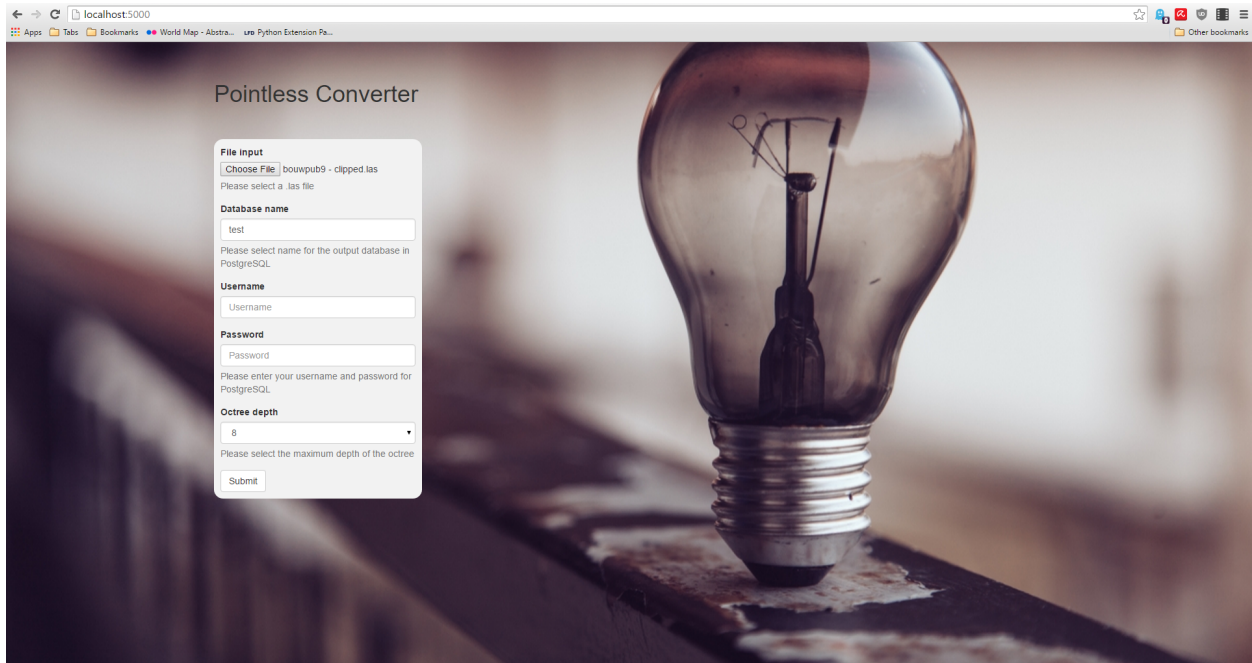 localhost:5000
Apps Tabs Bookmarks World Map - Abstra... LFD Python Extension Pa... Other bookmarks
Pointless Converter
File input
Choose File bouwpub9 - clipped.las
Please select a .las file
Database name
test
Please select name for the output database in
PostgreSQL
Username
Username
Password
Password
Please enter your username and password for
PostgreSQL
Octree depth
8
Please select the maximum depth of the octree
Submit